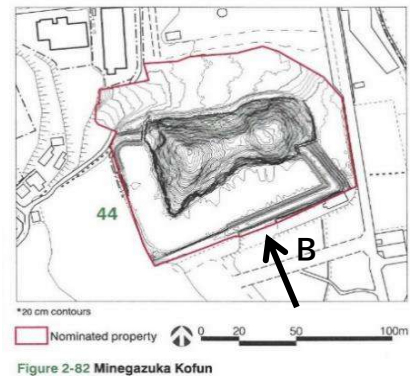 44
B
*20 cm contours
Nominated property 0 20 50 100m
Figure 2-82 Minegazuka Kofun